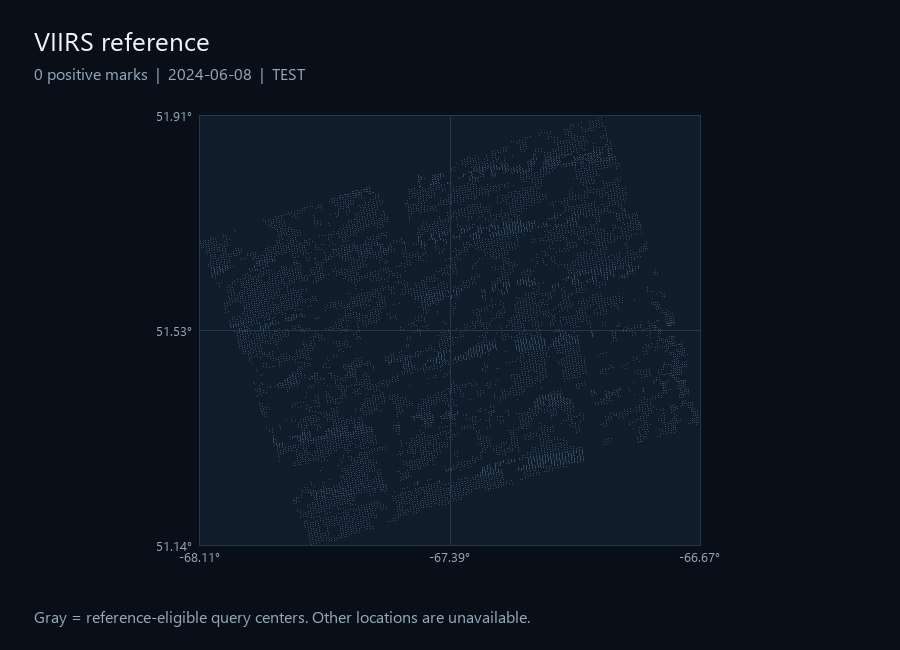 VIIRS reference
0 positive marks | 2024-06-08 | TEST
51.91°
51.53°
51.14°
-68.11°
-67.39°
-66.67°
Gray = reference-eligible query centers. Other locations are unavailable.